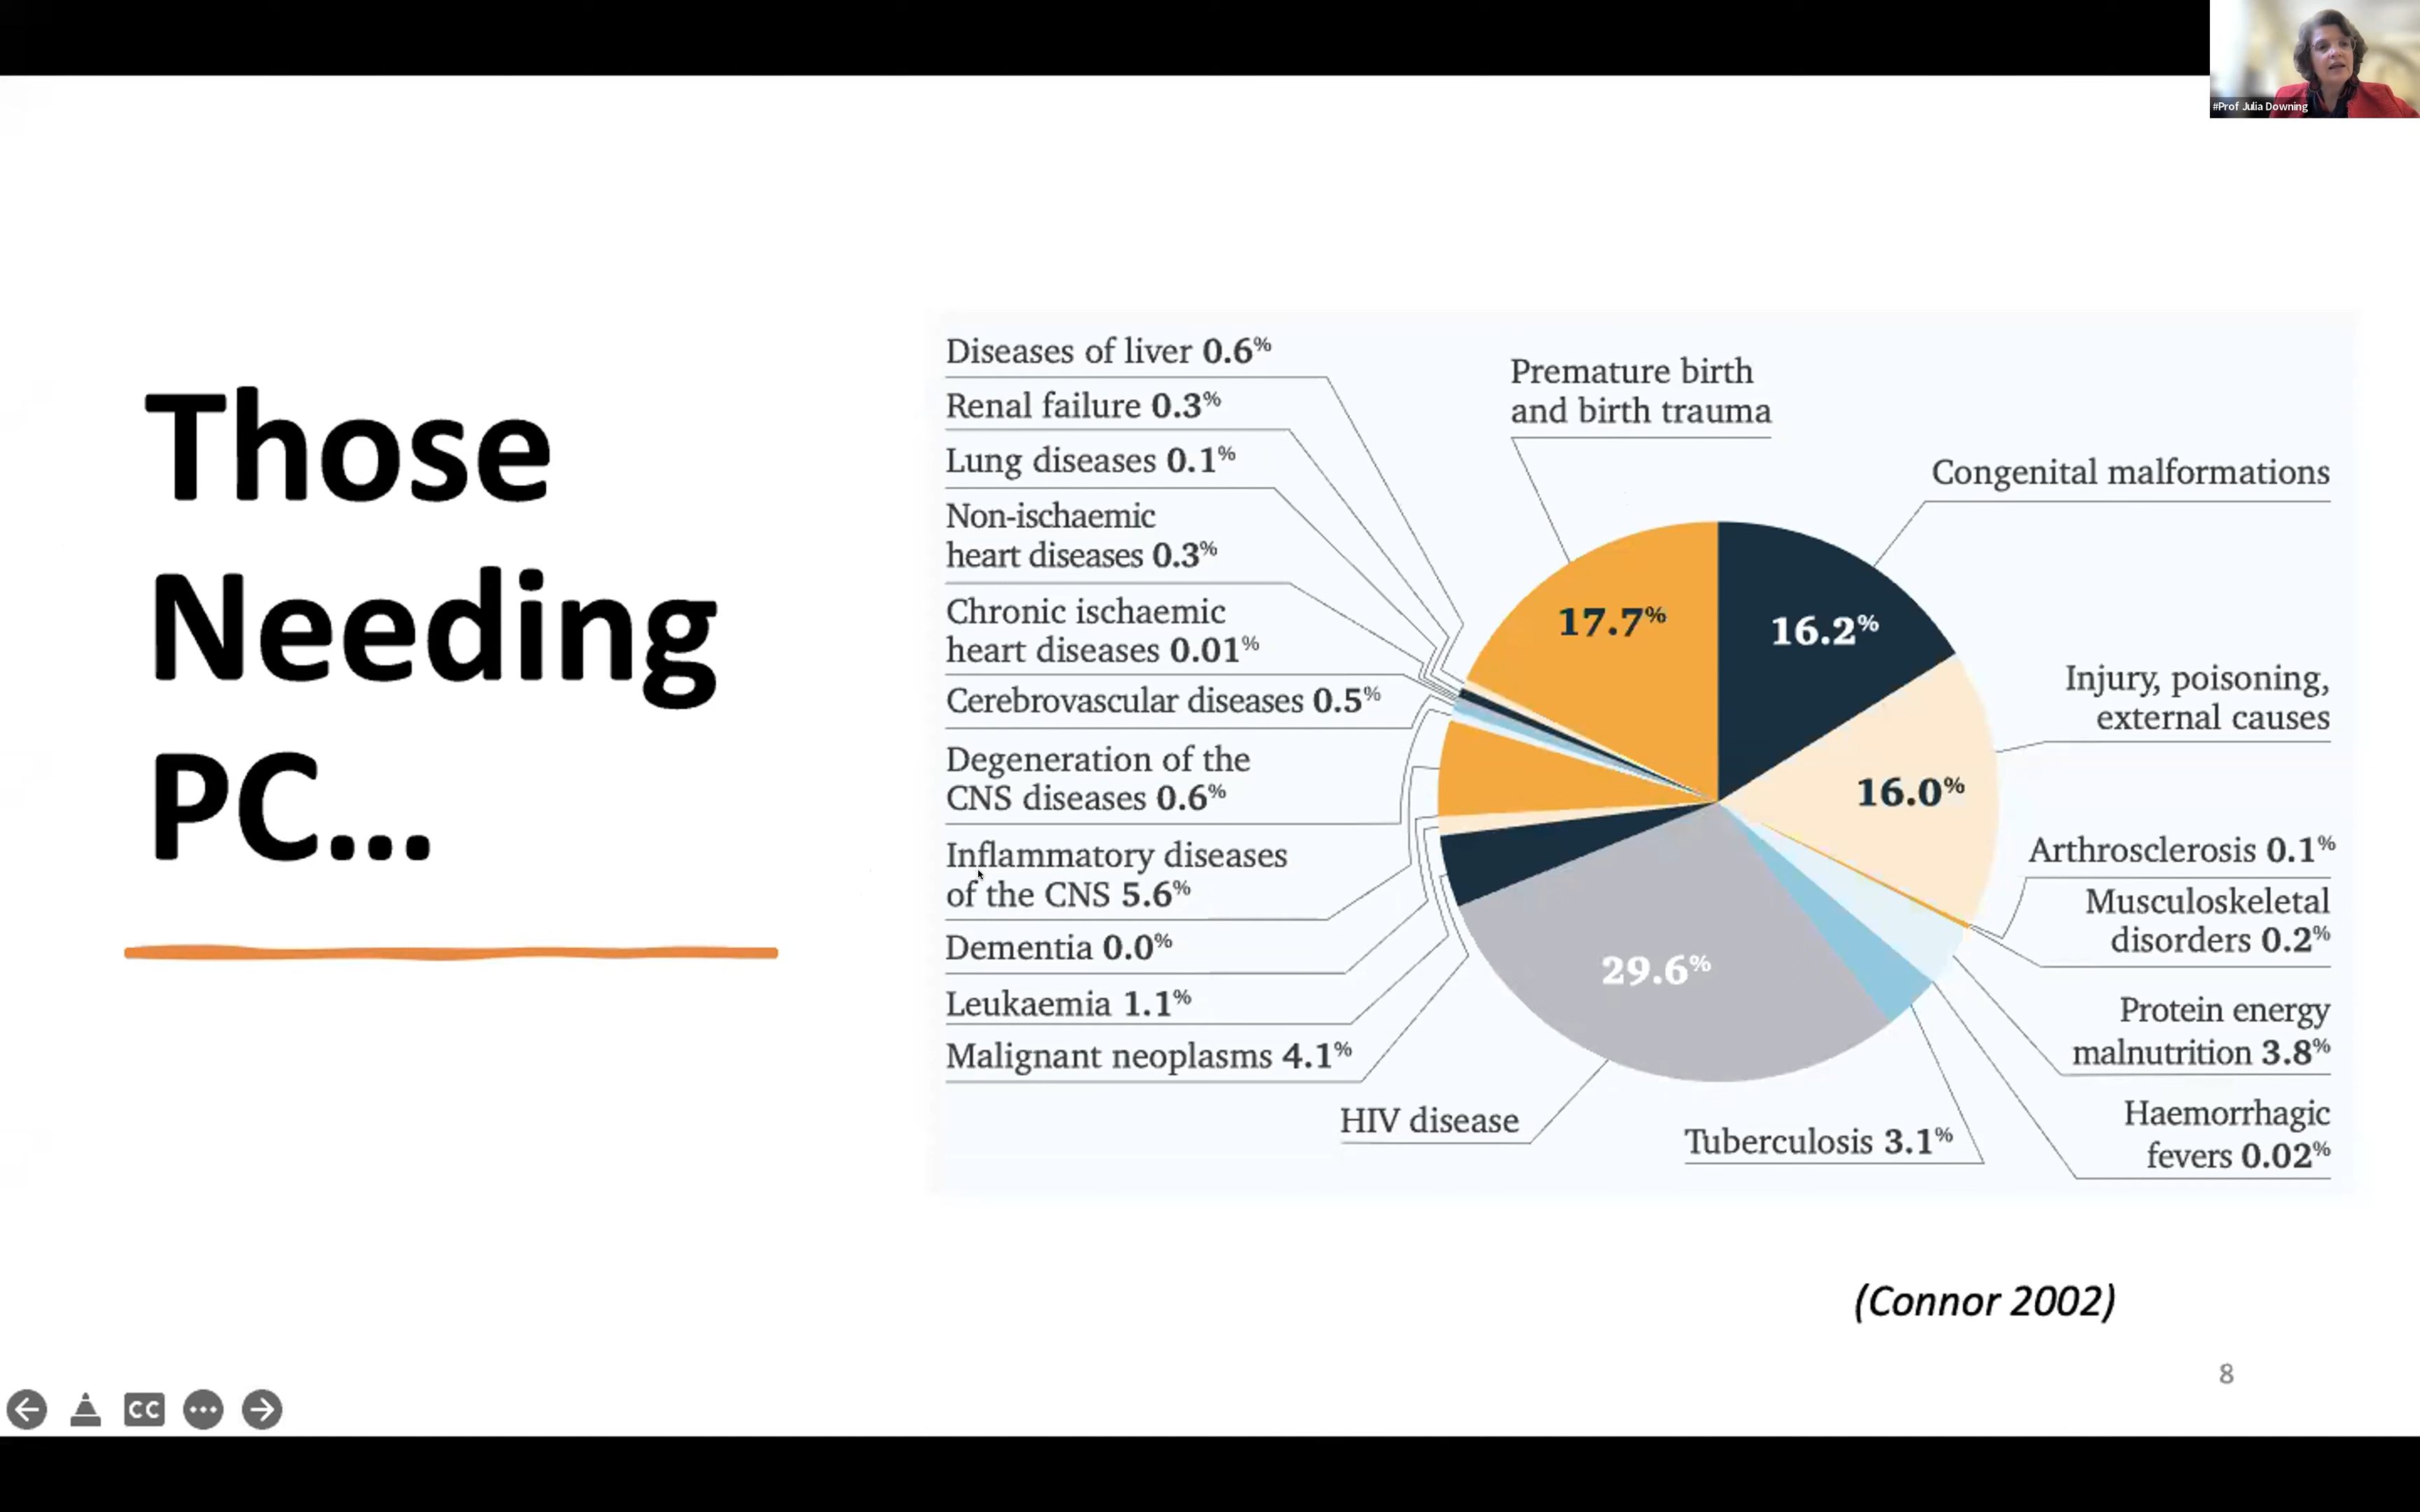 #Prof Julia Downing
Those
Needing
PC...
Diseases of liver 0.6%
Renal failure 0.3%
Lung diseases 0.1%
Non-ischaemic
heart diseases 0.3%
Chronic ischaemic
heart diseases 0.01%
Cerebrovascular diseases 0.5%
Degeneration of the
CNS diseases 0.6%
Inflammatory diseases
of the CNS 5.6%
Dementia 0.0%
Leukaemia 1.1%
Malignant neoplasms 4.1%
HIV disease
Premature birth
and birth trauma
Congenital malformations
17.7%
16.2%
Injury, poisoning,
external causes
16.0%
Arthrosclerosis 0.1%
Musculoskeletal
disorders 0.2%
29.6%
Protein energy
malnutrition 3.8%
Haemorrhagic
fevers 0.02%
Tuberculosis 3.1%
(Connor 2002)
8
CC